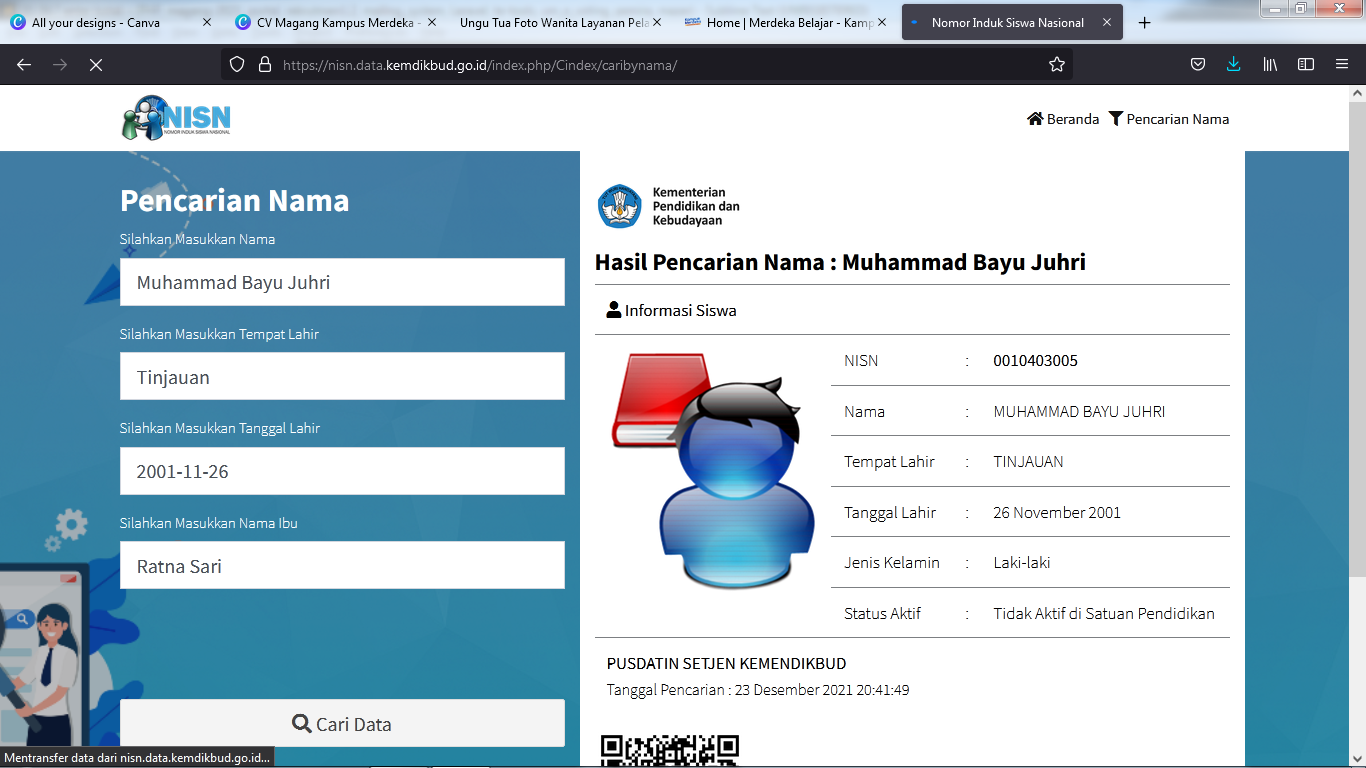 All your designs - Canva
CV Magang Kampus Merdeka -
Ungu Tua Foto Wanita Layanan Pela
Home | Merdeka Belajar - Kamp
Nomor Induk Siswa Nasional
https://nisn.data.kemdikbud.go.id/index.php/Cindex/caribynama/
NISN
NOMOR INDUK SISWA NASIONAL
Beranda
Pencarian Nama
Pencarian Nama
Silahkan Masukkan Nama
Muhammad Bayu Juhri
Silahkan Masukkan Tempat Lahir
Tinjauan
Silahkan Masukkan Tanggal Lahir
2001-11-26
Silahkan Masukkan Nama Ibu
Ratna Sari
Cari Data
Kementerian
Pendidikan dan
Kebudayaan
Hasil Pencarian Nama : Muhammad Bayu Juhri
Informasi Siswa
NISN : 0010403005
Nama : MUHAMMAD BAYU JUHRI
Tempat Lahir : TINJAUAN
Tanggal Lahir : 26 November 2001
Jenis Kelamin : Laki-laki
Status Aktif : Tidak Aktif di Satuan Pendidikan
PUSDATIN SETJEN KEMENDIKBUD
Tanggal Pencarian : 23 Desember 2021 20:41:49
Mentransfer data dari nisn.data.kemdikbud.go.id...